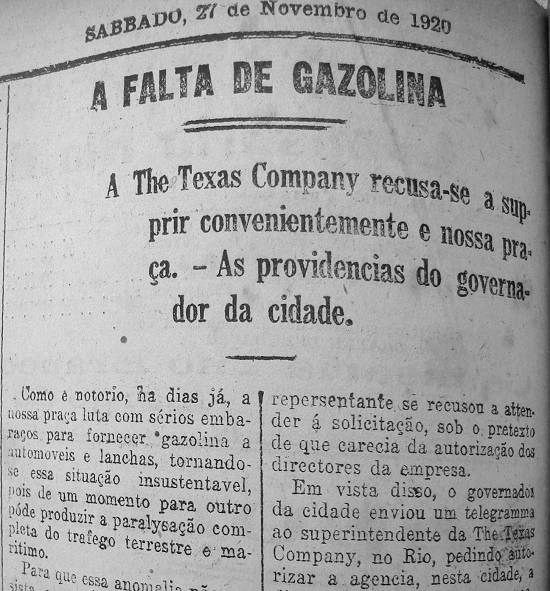 SABBADO, 27 de Novembro de 1920
A FALTA DE GAZOLINA
A The Texas Company recusa-se a sup-
prir convenientemente e nossa pra-
ça. - As providencias do governa-
dor da cidade.
Como e notorio, ha dias já, a
nossa praça luta com sérios emba-
raços para fornecer gazolina a
automoveis e lanchas, tornando-
se essa situação insustentavel,
pois de um momento para outro
póde produzir a paralysação com-
pleta do trafego terrestre e ma-
ritimo.
Para que essa anomalia não
repersentante se recusou a atten-
der á solicitação, sob o pretexto
de que carecia da autorização dos
directores da empresa.
Em vista disso, o governador
da cidade enviou um telegramma
ao superintendente da The Texas
Company, no Rio, pedindo auto-
rizar a agencia, nesta cidade, a